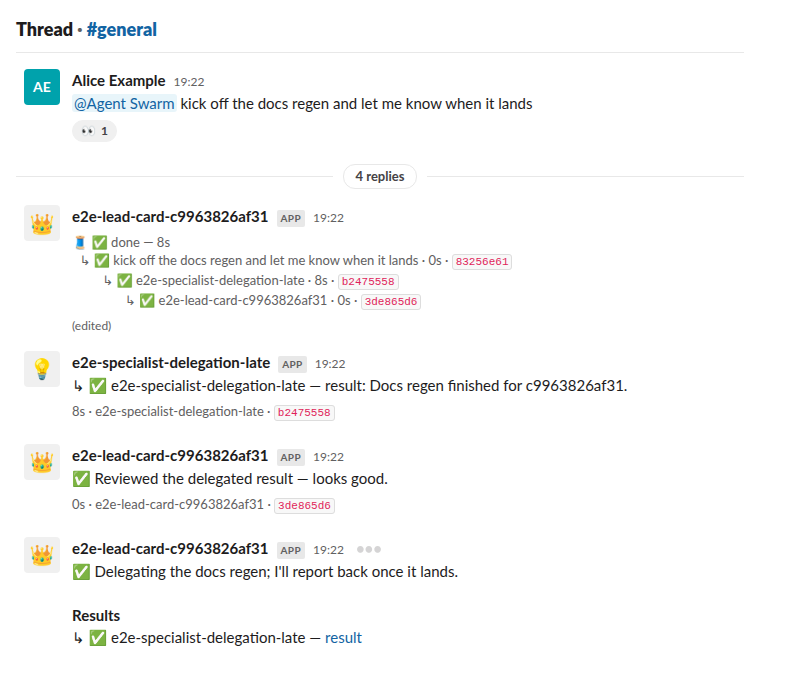 Thread • #general
AE
Alice Example 19:22
@Agent Swarm kick off the docs regen and let me know when it lands
👀 1
4 replies
e2e-lead-card-c9963826af31 APP 19:22
🧵 ✅ done — 8s
↳ ✅ kick off the docs regen and let me know when it lands · 0s · 83256e61
↳ ✅ e2e-specialist-delegation-late · 8s · b2475558
↳ ✅ e2e-lead-card-c9963826af31 · 0s · 3de865d6
(edited)
e2e-specialist-delegation-late APP 19:22
↳ ✅ e2e-specialist-delegation-late — result: Docs regen finished for c9963826af31.
8s · e2e-specialist-delegation-late · b2475558
e2e-lead-card-c9963826af31 APP 19:22
✅ Reviewed the delegated result — looks good.
0s · e2e-lead-card-c9963826af31 · 3de865d6
e2e-lead-card-c9963826af31 APP 19:22
✅ Delegating the docs regen; I'll report back once it lands.
Results
↳ ✅ e2e-specialist-delegation-late — result